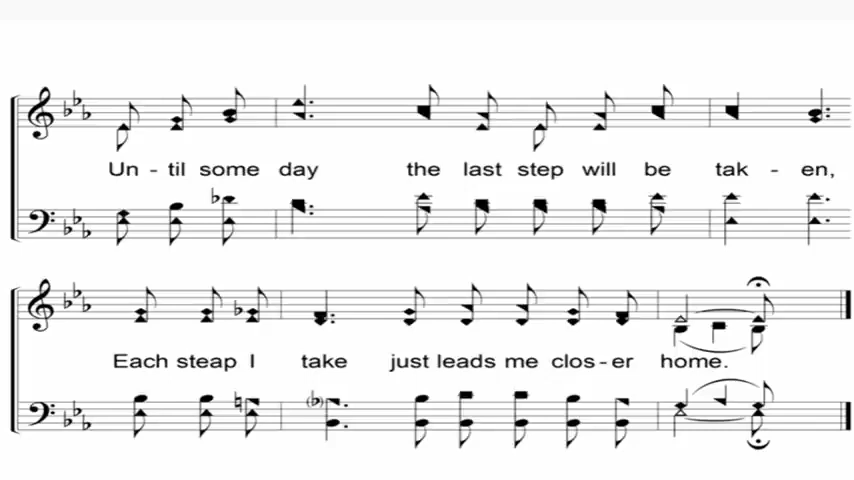 Un - til some day the last step will be tak - en,
Each steap I take just leads me clos - er home.